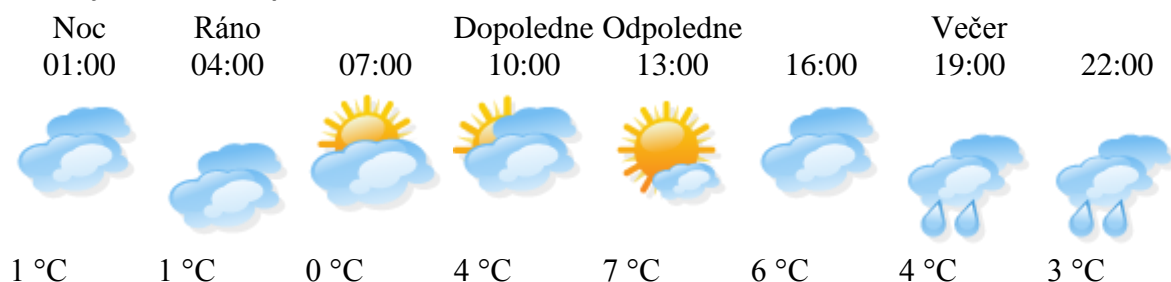 Noc Ráno Dopoledne Odpoledne Večer
01:00 04:00 07:00 10:00 13:00 16:00 19:00 22:00
1 °C 1 °C 0 °C 4 °C 7 °C 6 °C 4 °C 3 °C